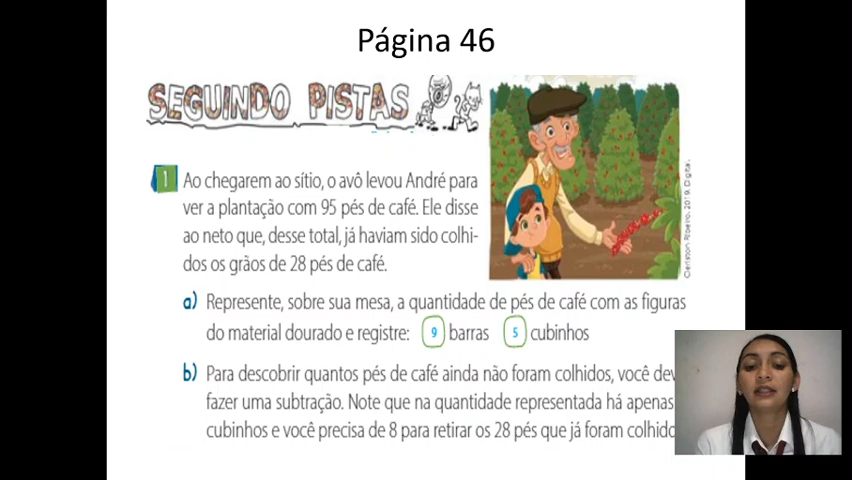 Página 46
SEGUINDO PISTAS
1 Ao chegarem ao sítio, o avô levou André para
ver a plantação com 95 pés de café. Ele disse
ao neto que, desse total, já haviam sido colhi-
dos os grãos de 28 pés de café.
Cleriston Ribeiro. 2019. Digital.
a) Represente, sobre sua mesa, a quantidade de pés de café com as figuras
do material dourado e registre: 9 barras 5 cubinhos
b) Para descobrir quantos pés de café ainda não foram colhidos, você dev
fazer uma subtração. Note que na quantidade representada há apenas
cubinhos e você precisa de 8 para retirar os 28 pés que já foram colhido